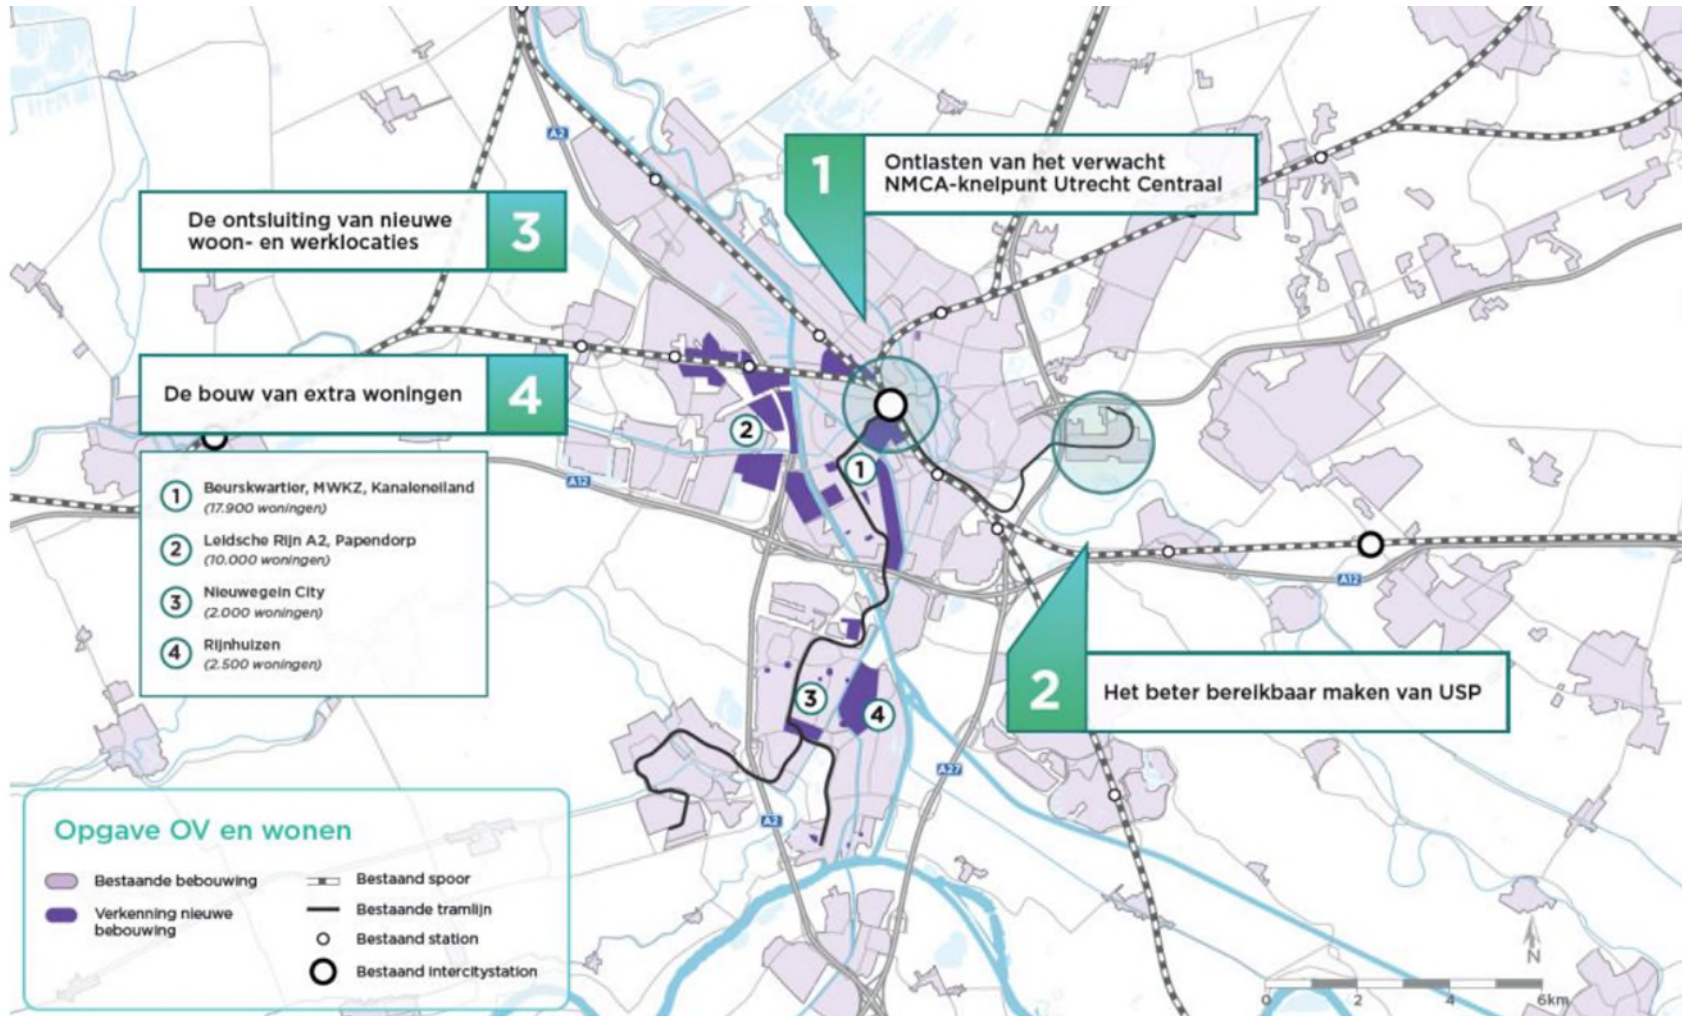 A2
1
Ontlasten van het verwacht
NMCA-knelpunt Utrecht Centraal
De ontsluiting van nieuwe
woon- en werklocaties
3
De bouw van extra woningen
4
2
1
A12
1 Beurskwartier, MWKZ, Kanaleneiland
(17.900 woningen)
2 Leidsche Rijn A2, Papendorp
(10.000 woningen)
3 Nieuwegein City
(2.000 woningen)
4 Rijnhuizen
(2.500 woningen)
A12
2
Het beter bereikbaar maken van USP
3
4
A27
A2
Opgave OV en wonen
Bestaande bebouwing
Verkenning nieuwe
bebouwing
Bestaand spoor
Bestaande tramlijn
Bestaand station
Bestaand intercitystation
N
0 2 4 6km